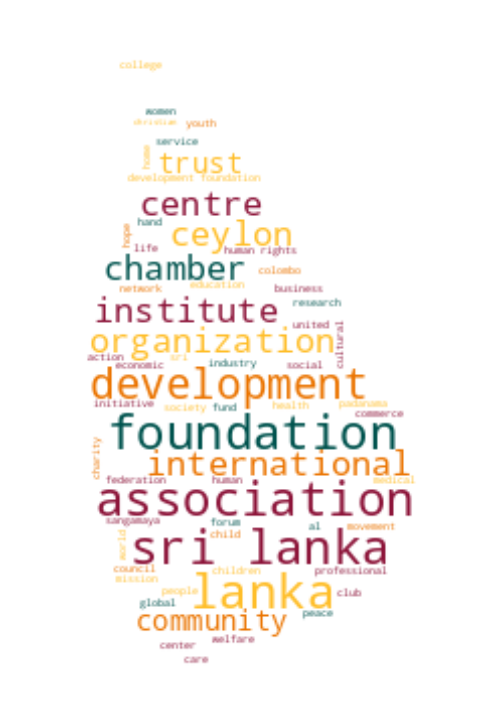 college
women
christian youth
service
home trust
development foundation
centre
hand
hope ceylon
life human rights
chamber colombo
network education business
institute research
united
organization cultural
action sri
economic industry social
development
initiative society fund health padanama
commerce
foundation
charity international
federation human medical
association
sangamaya forum al movement
world child
sri lanka
council children professional
mission
people lanka club
global peace
community
welfare
center
care